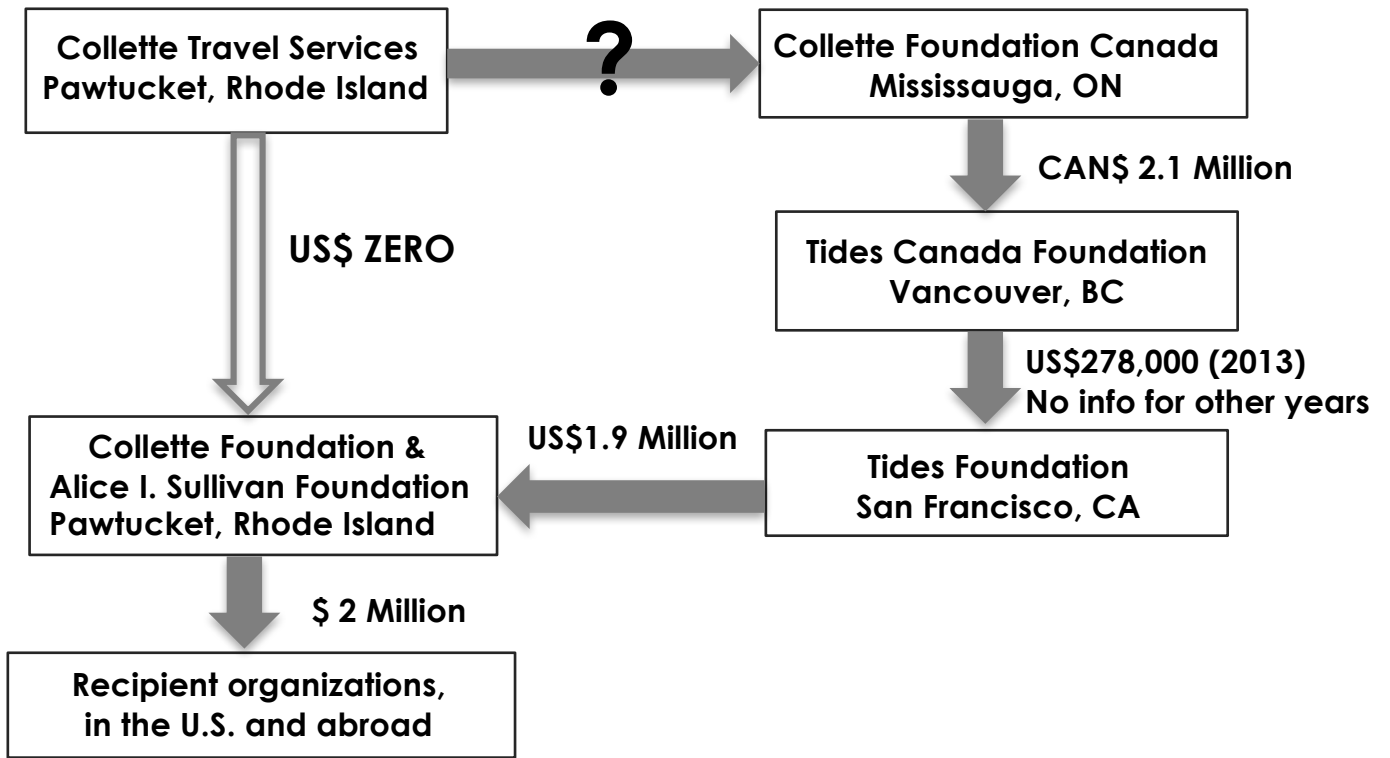 Collette Travel Services
Pawtucket, Rhode Island
?
Collette Foundation Canada
Mississauga, ON
CAN$ 2.1 Million
US$ ZERO
Tides Canada Foundation
Vancouver, BC
US$278,000 (2013)
No info for other years
Collette Foundation &
Alice I. Sullivan Foundation
Pawtucket, Rhode Island
US$1.9 Million
Tides Foundation
San Francisco, CA
$ 2 Million
Recipient organizations,
in the U.S. and abroad